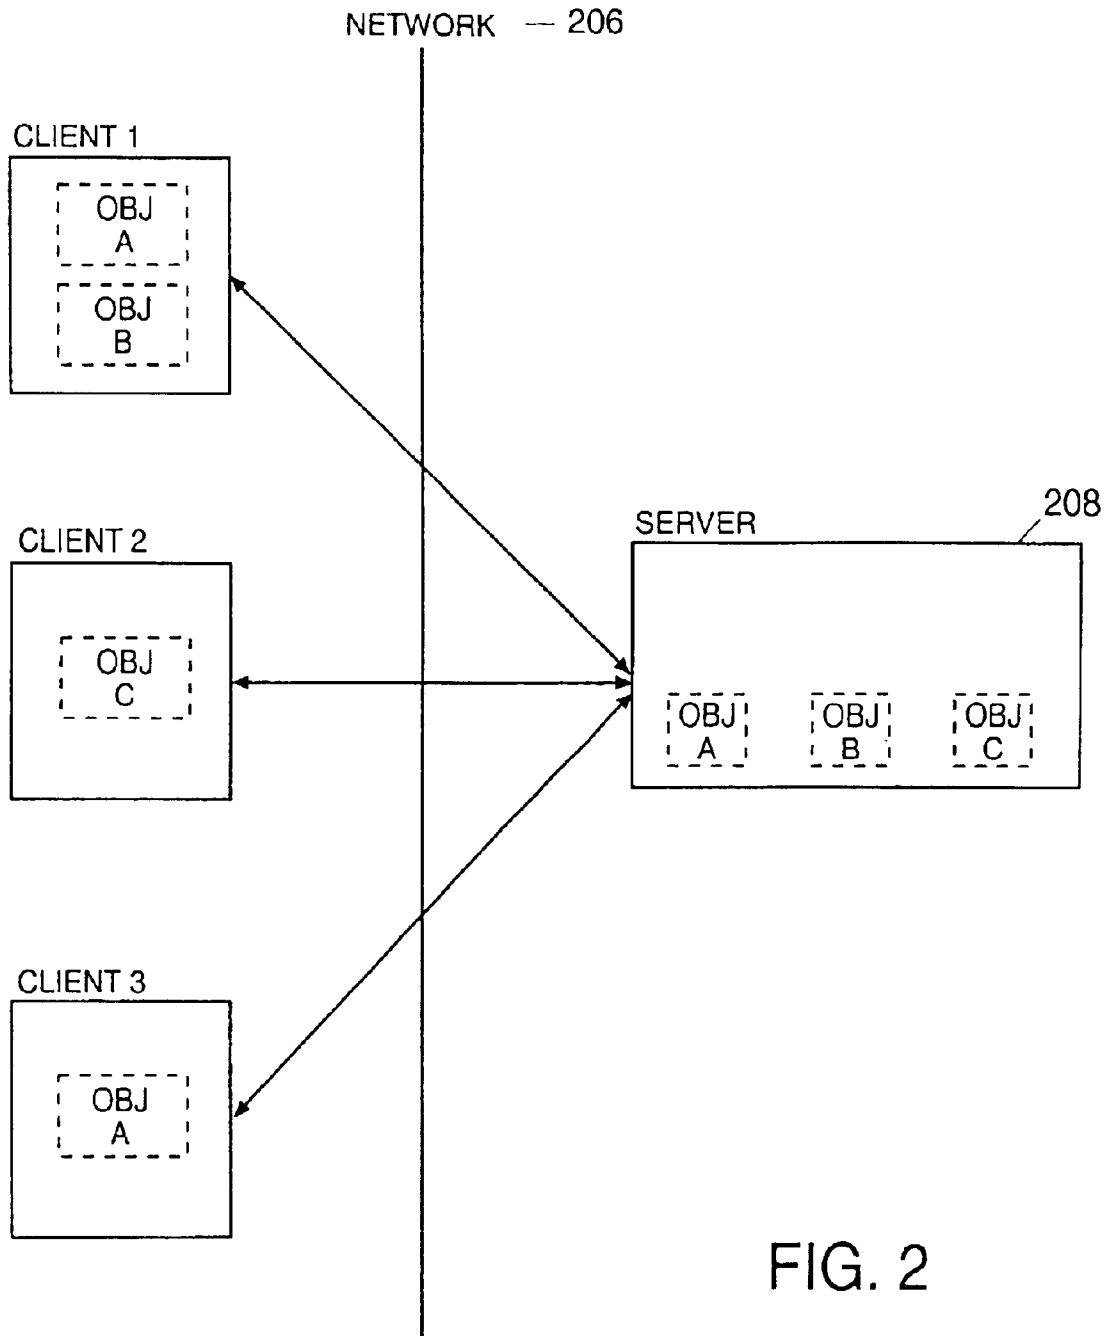 NETWORK — 206
CLIENT 1
OBJ
A
OBJ
B
CLIENT 2
OBJ
C
SERVER
208
OBJ
A
OBJ
B
OBJ
C
CLIENT 3
OBJ
A
FIG. 2